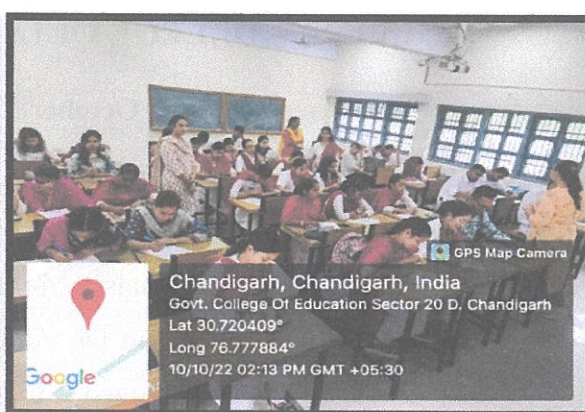 GPS Map Camera
Chandigarh, Chandigarh, India
Govt. College Of Education Sector 20 D, Chandigarh
Lat 30.720409°
Long 76.777884°
10/10/22 02:13 PM GMT +05:30
Google